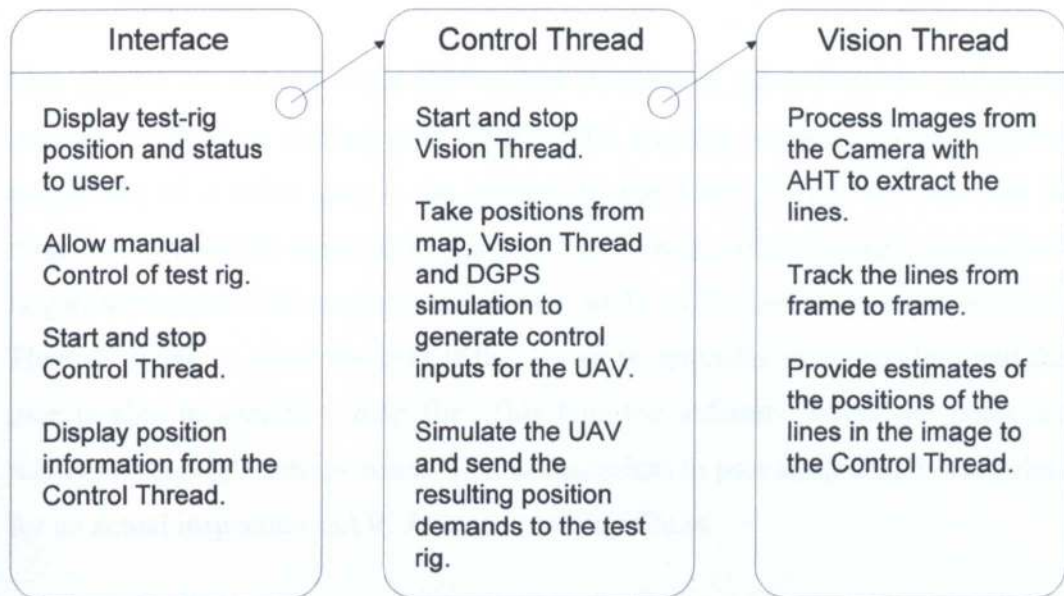 Interface
Display test-rig
position and status
to user.
Allow manual
Control of test rig.
Start and stop
Control Thread.
Display position
information from the
Control Thread.
Control Thread
Start and stop
Vision Thread.
Take positions from
map, Vision Thread
and DGPS
simulation to
generate control
inputs for the UAV.
Simulate the UAV
and send the
resulting position
demands to the test
rig.
Vision Thread
Process Images from
the Camera with
AHT to extract the
lines.
Track the lines from
frame to frame.
Provide estimates of
the positions of the
lines in the image to
the Control Thread.